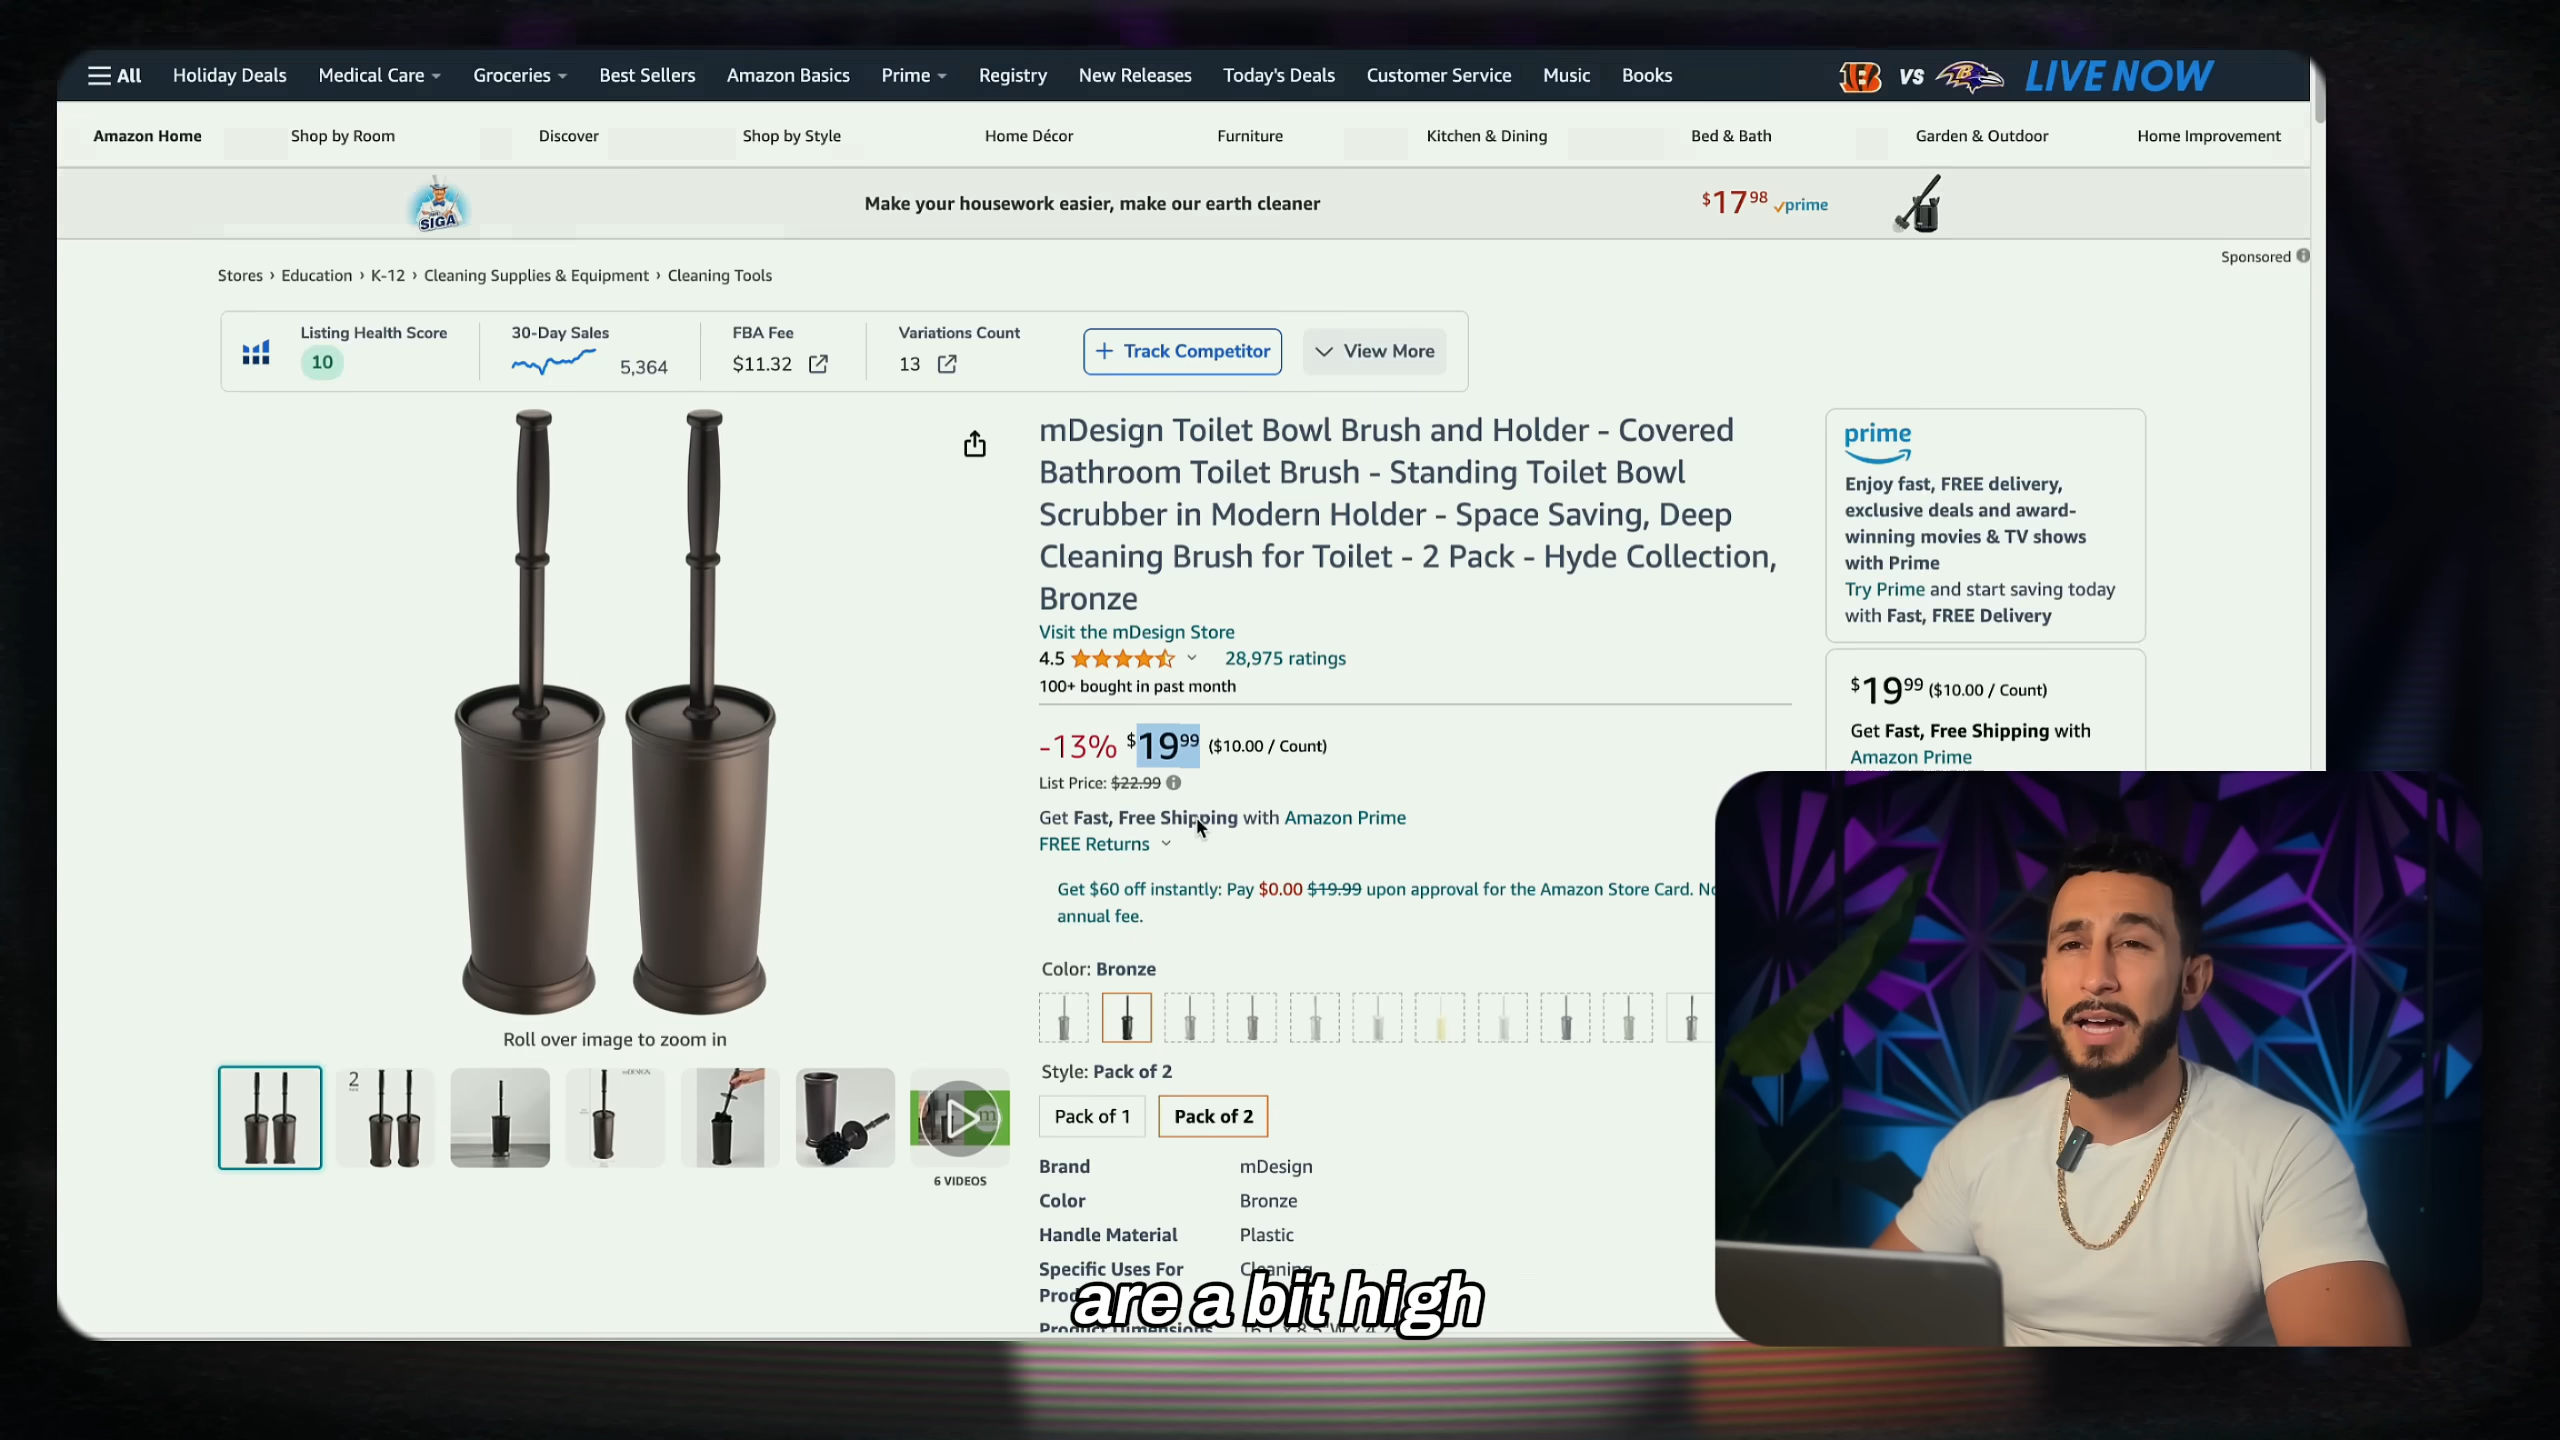 All Holiday Deals Medical Care Groceries Best Sellers Amazon Basics Prime Registry New Releases Today's Deals Customer Service Music Books VS LIVE NOW
Amazon Home Shop by Room Discover Shop by Style Home Décor Furniture Kitchen & Dining Bed & Bath Garden & Outdoor Home Improvement
SIGA Make your housework easier, make our earth cleaner $17.98 prime
Sponsored
Stores › Education › K-12 › Cleaning Supplies & Equipment › Cleaning Tools
Listing Health Score 30-Day Sales FBA Fee Variations Count
10 5,364 $11.32 13
Track Competitor View More
mDesign Toilet Bowl Brush and Holder - Covered
Bathroom Toilet Brush - Standing Toilet Bowl
Scrubber in Modern Holder - Space Saving, Deep
Cleaning Brush for Toilet - 2 Pack - Hyde Collection,
Bronze
Visit the mDesign Store
4.5 28,975 ratings
100+ bought in past month
-13% $19.99 ($10.00 / Count)
List Price: $22.99
Get Fast, Free Shipping with Amazon Prime
FREE Returns
Get $60 off instantly: Pay $0.00 $19.99 upon approval for the Amazon Store Card. No
annual fee.
Color: Bronze
Style: Pack of 2
Pack of 1 Pack of 2
Brand mDesign
Color Bronze
Handle Material Plastic
Specific Uses For Cleaning
Product Dimensions
are a bit high
Roll over image to zoom in
2
6 VIDEOS
prime
Enjoy fast, FREE delivery,
exclusive deals and award-
winning movies & TV shows
with Prime
Try Prime and start saving today
with Fast, FREE Delivery
$19.99 ($10.00 / Count)
Get Fast, Free Shipping with
Amazon Prime